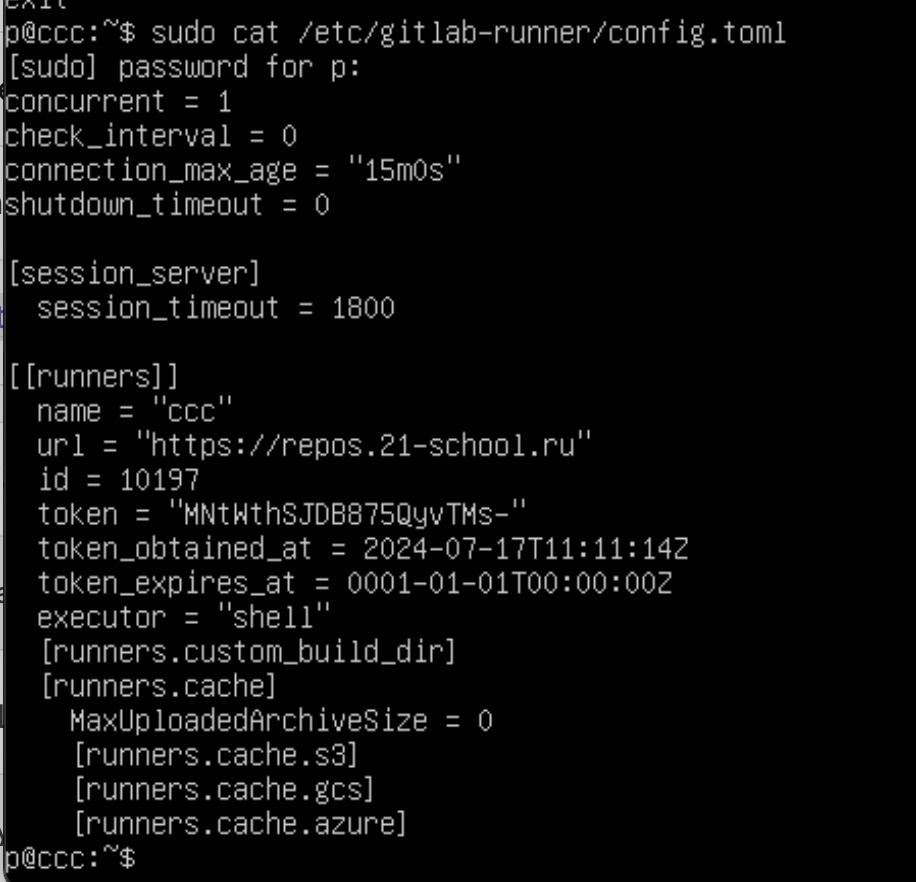 exit
p@ccc:~$ sudo cat /etc/gitlab-runner/config.toml
[sudo] password for p:
concurrent = 1
check_interval = 0
connection_max_age = "15m0s"
shutdown_timeout = 0
[session_server]
session_timeout = 1800
[[runners]]
name = "ccc"
url = "https://repos.21-school.ru"
id = 10197
token = "MNtWthSJDB875QyvTMs-"
token_obtained_at = 2024-07-17T11:11:14Z
token_expires_at = 0001-01-01T00:00:00Z
executor = "shell"
[runners.custom_build_dir]
[runners.cache]
MaxUploadedArchiveSize = 0
[runners.cache.s3]
[runners.cache.gcs]
[runners.cache.azure]
p@ccc:~$